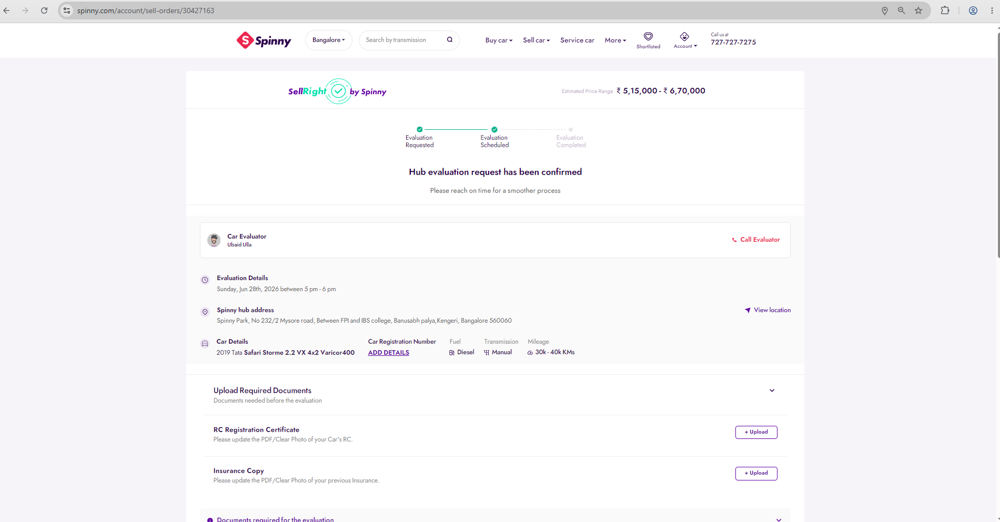 spinny.com/account/sell-orders/30427163
Spinny
Bangalore
Search by transmission
Buy car
Sell car
Service car
More
Shortlisted
Account
Call us at
727-727-7275
SellRight by Spinny
Estimated Price Range ₹ 5,15,000 - ₹ 6,70,000
Evaluation
Requested
Evaluation
Scheduled
Evaluation
Completed
Hub evaluation request has been confirmed
Please reach on time for a smoother process
Car Evaluator
Ubaid Ulla
Call Evaluator
Evaluation Details
Sunday, Jun 28th, 2026 between 5 pm - 6 pm
Spinny hub address
View location
Spinny Park, No 232/2 Mysore road, Between FPI and IBS college, Banusabh palya,Kengeri, Bangalore 560060
Car Details
2019 Tata Safari Storme 2.2 VX 4x2 Varicor400
Car Registration Number
ADD DETAILS
Fuel
Diesel
Transmission
Manual
Mileage
30k - 40k KMs
Upload Required Documents
Documents needed before the evaluation
RC Registration Certificate
Please update the PDF/Clear Photo of your Car's RC.
+ Upload
Insurance Copy
Please update the PDF/Clear Photo of your previous Insurance.
+ Upload
Documents required for the evaluation